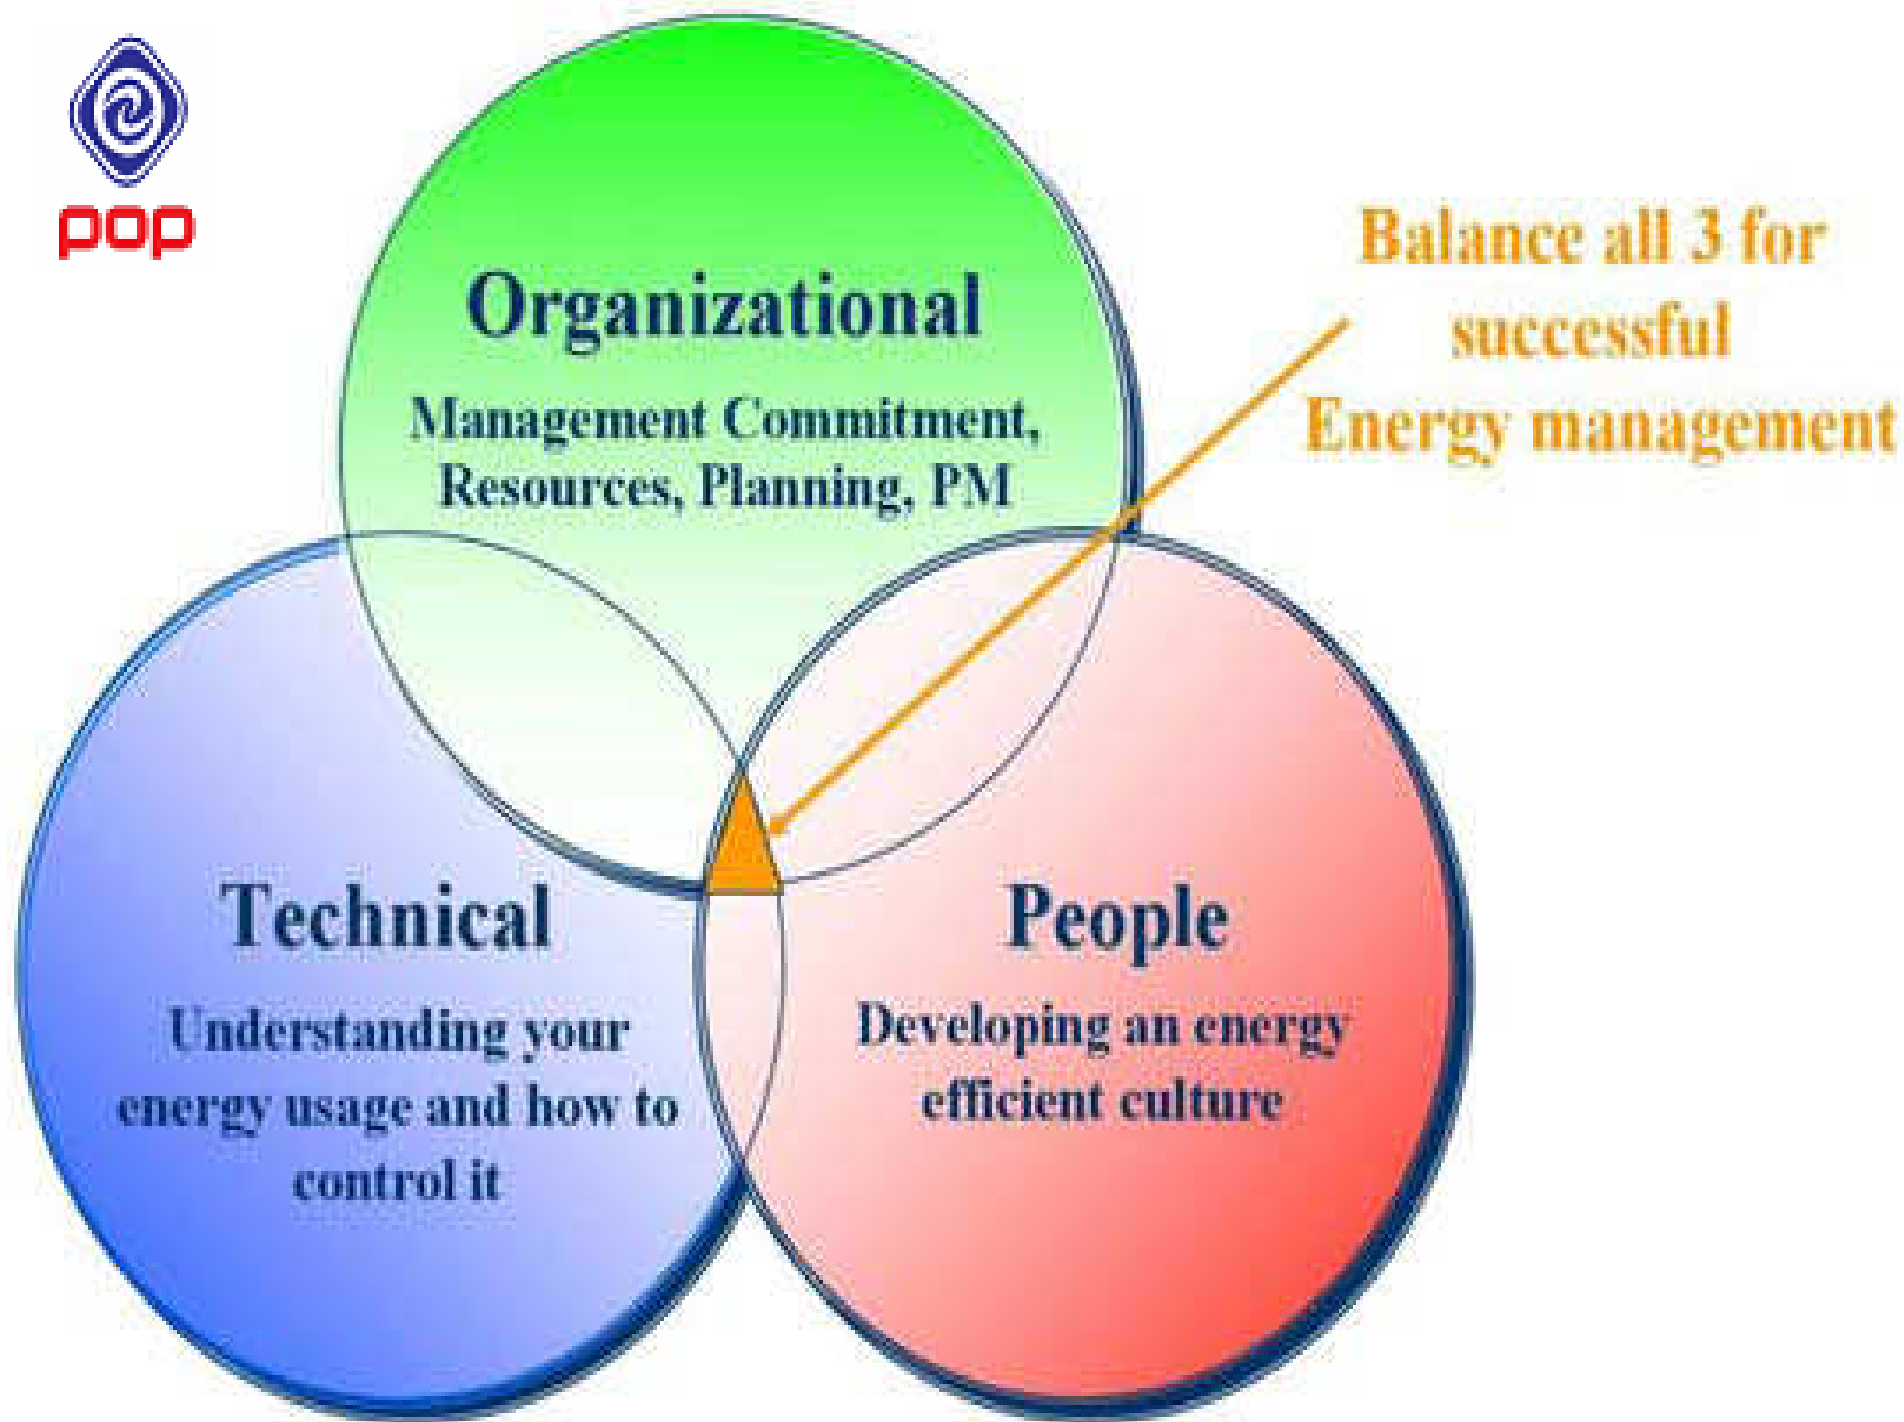 pop
Organizational
Management Commitment,
Resources, Planning, PM
Balance all 3 for
successful
Energy management
Technical
Understanding your
energy usage and how to
control it
People
Developing an energy
efficient culture